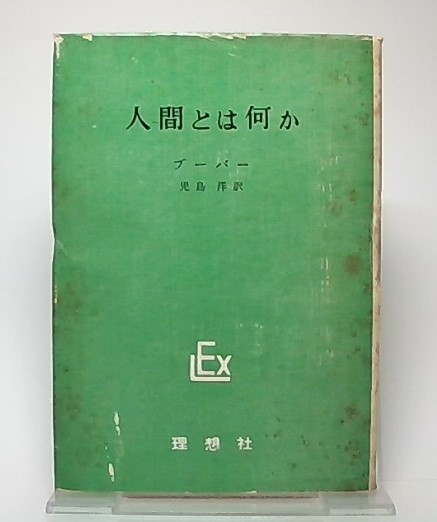 人間とは何か
ブーバー
児島洋訳
LEX
理想社